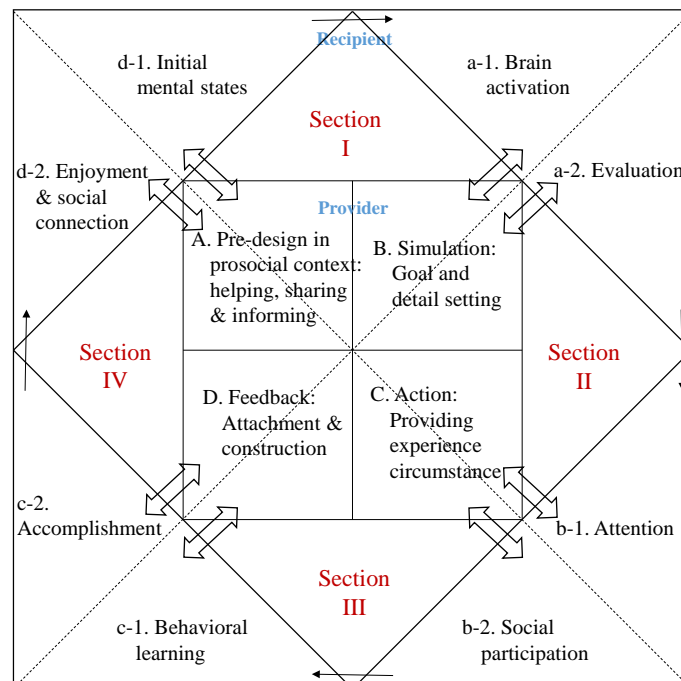 Recipient
d-1. Initial
mental states
a-1. Brain
activation
Section
I
d-2. Enjoyment
& social
connection
a-2. Evaluation
Provider
A. Pre-design in
prosocial context:
helping, sharing
& informing
B. Simulation:
Goal and
detail setting
Section
IV
Section
II
D. Feedback:
Attachment &
construction
C. Action:
Providing
experience
circumstance
c-2.
Accomplishment
b-1. Attention
Section
III
c-1. Behavioral
learning
b-2. Social
participation